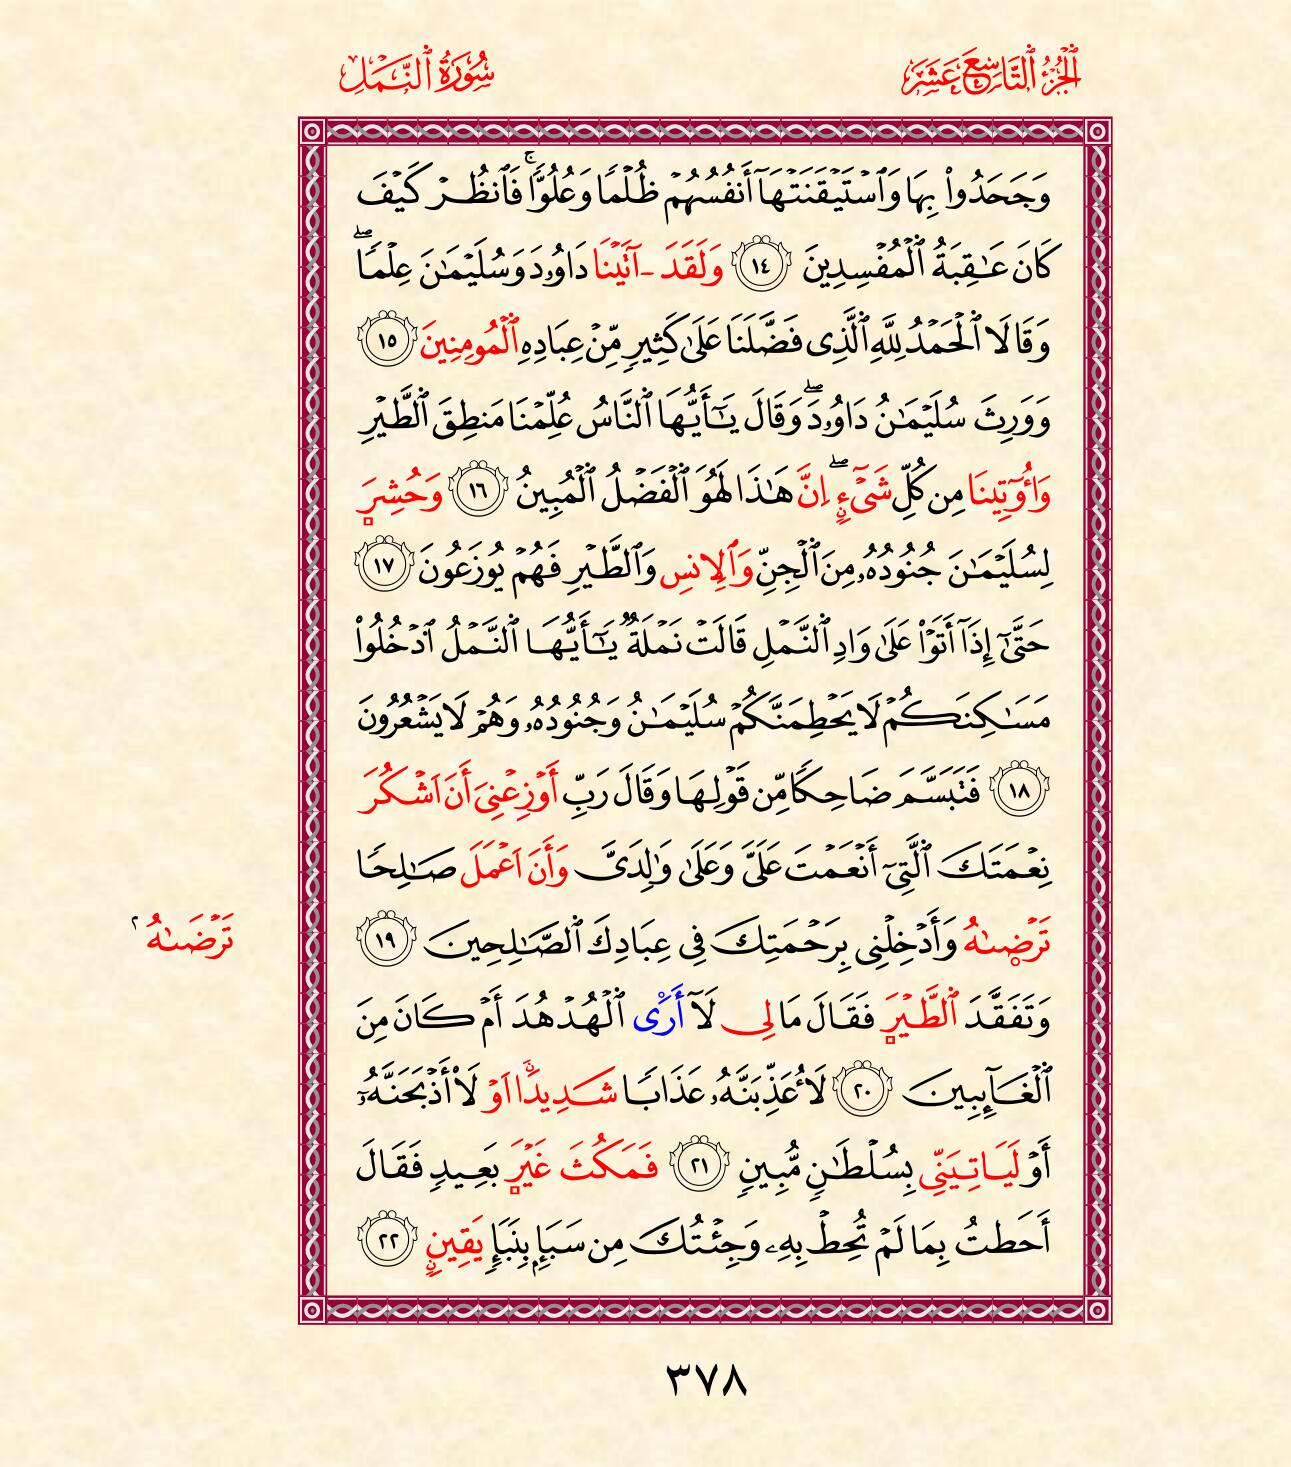 ٱلْجُزْءُ ٱلتَّاسِعَ عَشَرَ
سُورَةُ ٱلنَّمْلِ
وَجَحَدُواْ بِهَا وَٱسْتَيْقَنَتْهَآ أَنفُسُهُمْ ظُلْمًا وَعُلُوًّاۚ فَٱنظُرْ كَيْفَ
كَانَ عَٰقِبَةُ ٱلْمُفْسِدِينَ ١٤ وَلَقَدَ ـ اٰتَيْنَا دَاوُۥدَ وَسُلَيْمَٰنَ عِلْمًاۖ
وَقَالَا ٱلْحَمْدُ لِلَّهِ ٱلَّذِى فَضَّلَنَا عَلَىٰ كَثِيرٍ مِّنْ عِبَادِهِ ٱلْمُومِنِينَ ١٥
وَوَرِثَ سُلَيْمَٰنُ دَاوُۥدَۖ وَقَالَ يَٰٓأَيُّهَا ٱلنَّاسُ عُلِّمْنَا مَنطِقَ ٱلطَّيْرِ
وَأُوٓتِينَا مِن كُلِّ شَىْءٍۖ اِنَّ هَٰذَا لَهُوَ ٱلْفَضْلُ ٱلْمُبِينُ ١٦ وَحُشِرَ
لِسُلَيْمَٰنَ جُنُودُهُۥ مِنَ ٱلْجِنِّ وَٱلِانسِ وَٱلطَّيْرِ فَهُمْ يُوزَعُونَ ١٧
حَتَّىٰٓ إِذَآ أَتَوْاْ عَلَىٰ وَادِ ٱلنَّمْلِ قَالَتْ نَمْلَةٌ يَٰٓأَيُّهَا ٱلنَّمْلُ ٱدْخُلُواْ
مَسَٰكِنَكُمْ لَا يَحْطِمَنَّكُمْ سُلَيْمَٰنُ وَجُنُودُهُۥ وَهُمْ لَا يَشْعُرُونَ
١٨ فَتَبَسَّمَ ضَاحِكًا مِّن قَوْلِهَا وَقَالَ رَبِّ أَوْزِعْنِىَ أَنَ اَشْكُرَ
نِعْمَتَكَ ٱلَّتِىٓ أَنْعَمْتَ عَلَىَّ وَعَلَىٰ وَٰلِدَىَّ وَأَنَ اَعْمَلَ صَٰلِحًا
تَرْضىٰهُ وَأَدْخِلْنِى بِرَحْمَتِكَ فِى عِبَادِكَ ٱلصَّٰلِحِينَ ١٩
تَرْضَىٰهُ ٢
وَتَفَقَّدَ ٱلطَّيْرَ فَقَالَ مَا لِى لَآ أَرَى ٱلْهُدْهُدَ أَمْ كَانَ مِنَ
ٱلْغَآئِبِينَ ٢٠ لَأُعَذِّبَنَّهُۥ عَذَابًا شَدِيدًا اَوْ لَأَاْذْبَحَنَّهُۥٓ
أَوْ لَيَاتِيَنِّى بِسُلْطَٰنٍ مُّبِينٍ ٢١ فَمَكُثَ غَيْرَ بَعِيدٍ فَقَالَ
أَحَطتُ بِمَا لَمْ تُحِطْ بِهِۦ وَجِئْتُكَ مِن سَبَإٍ بِنَبَإٍ يَقِينٍ ٢٢
٣٧٨